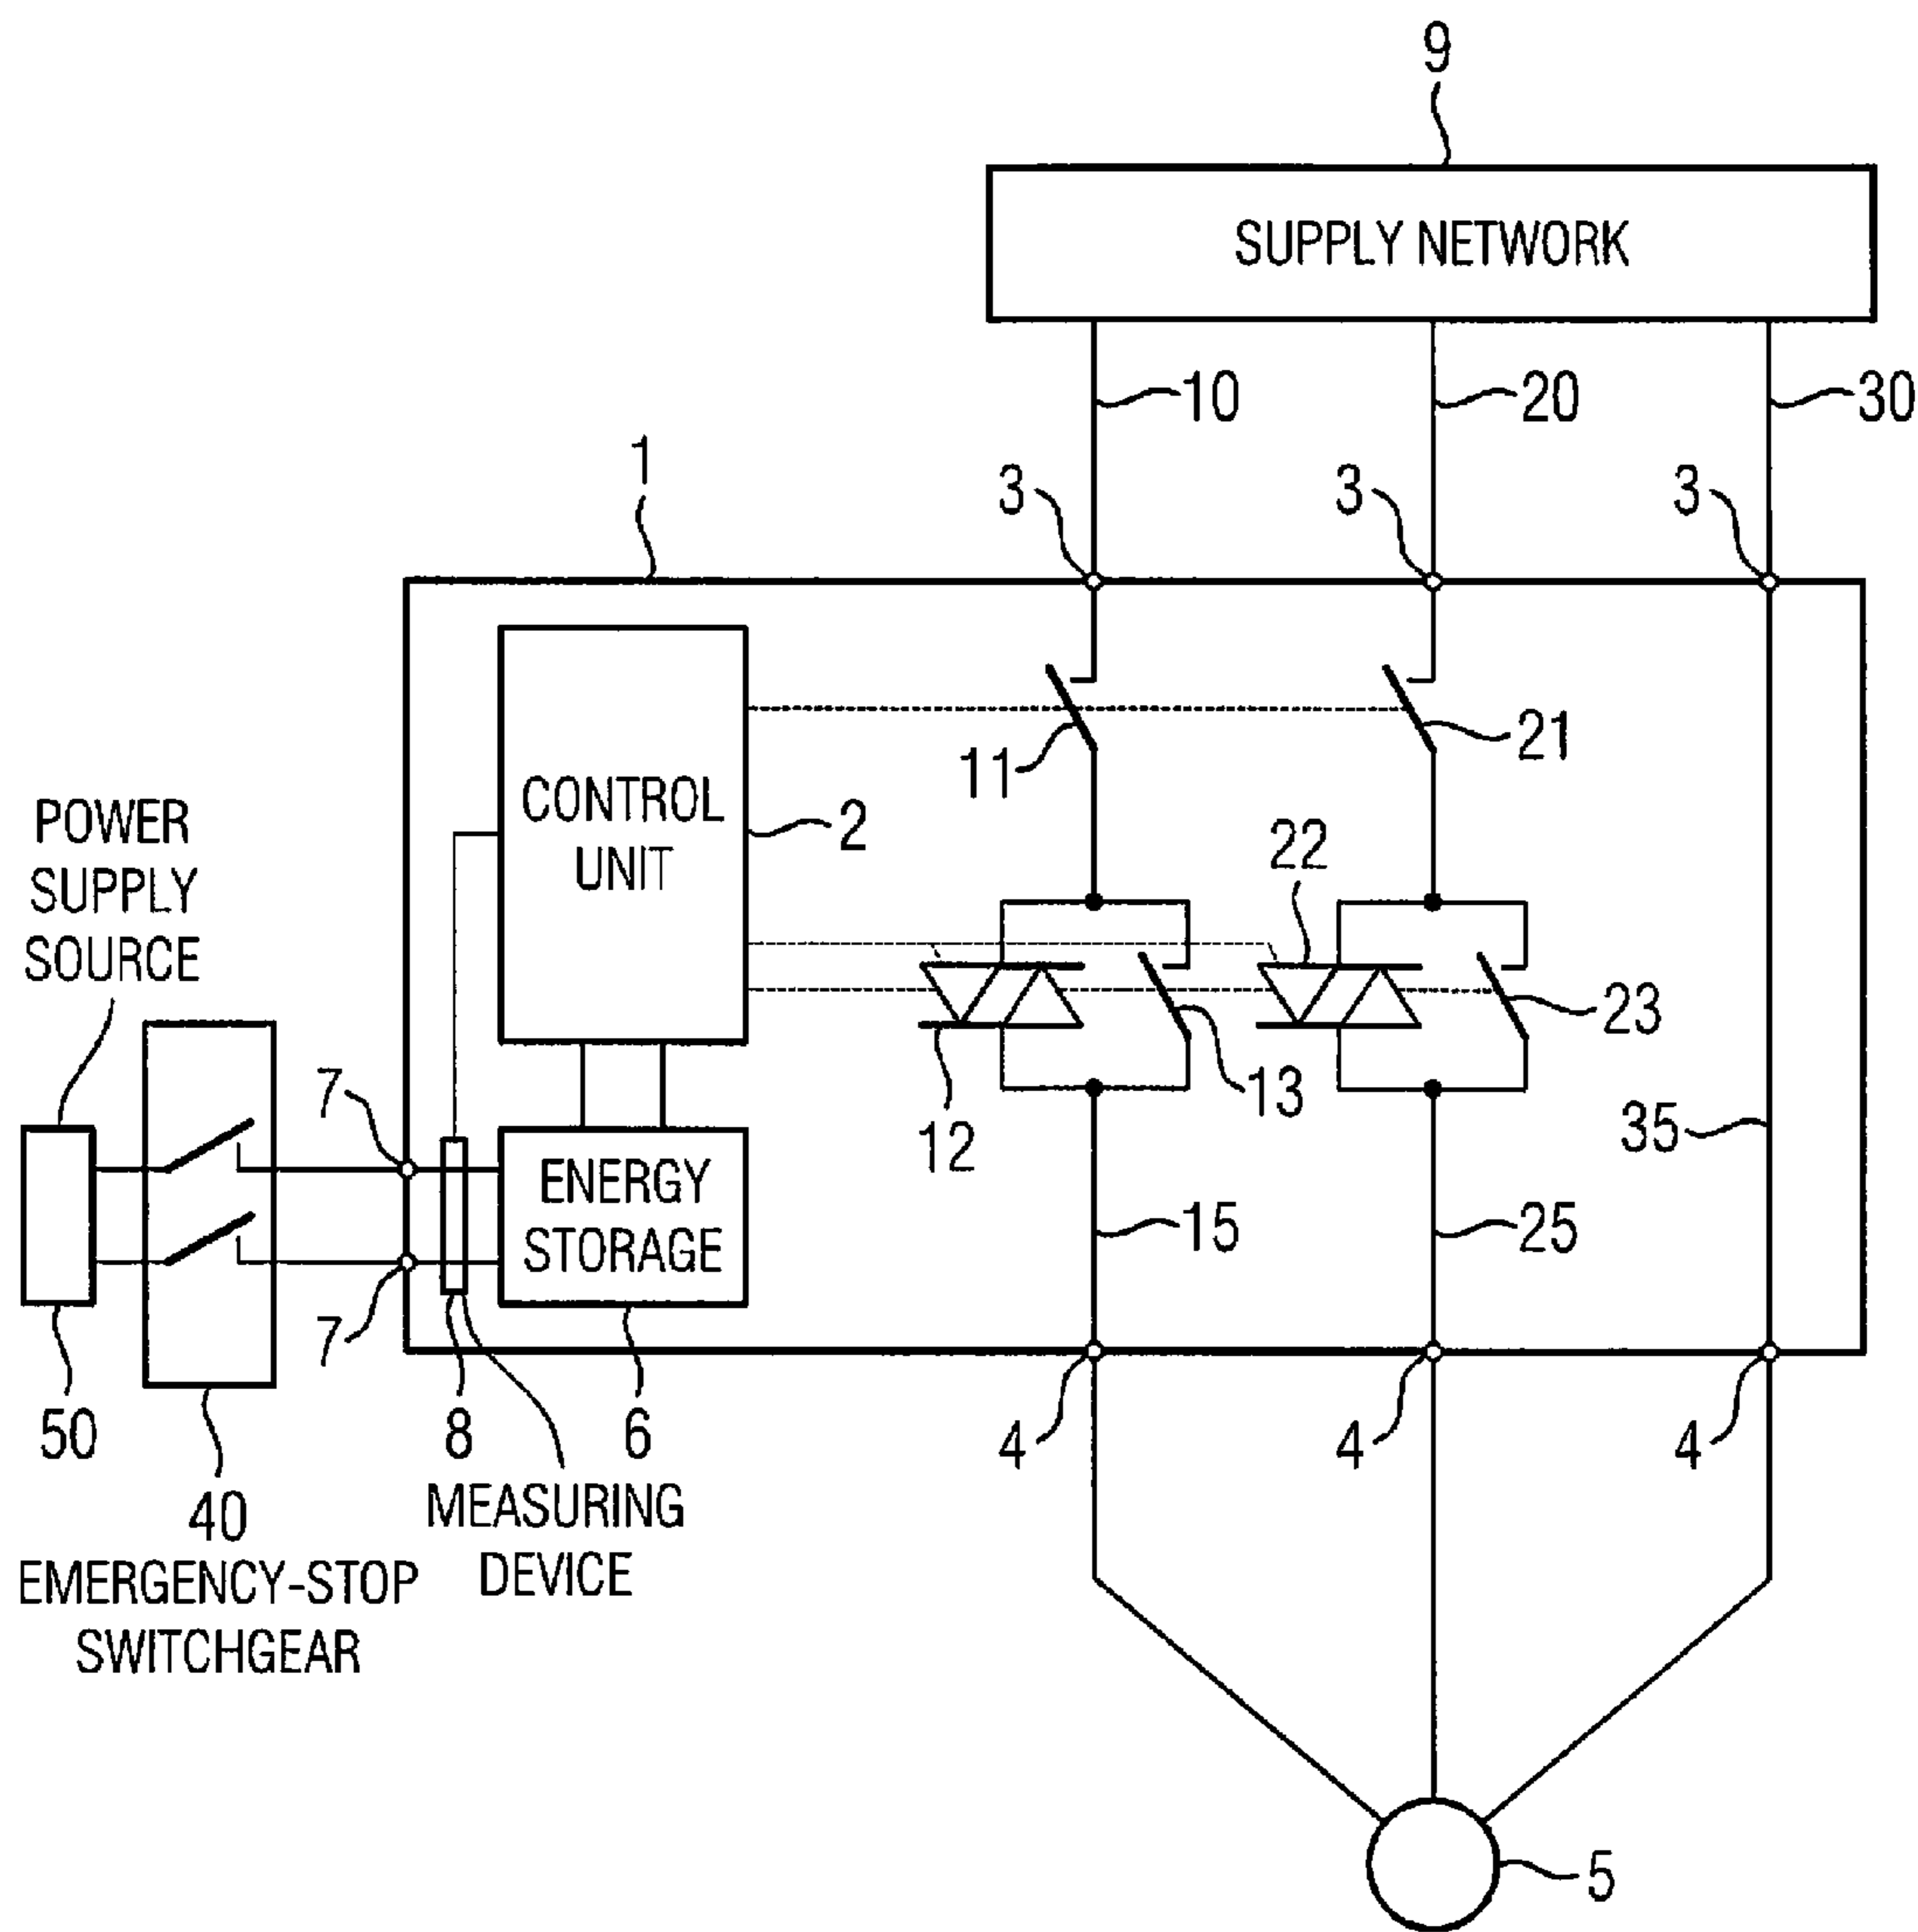 9
SUPPLY NETWORK
10
20
30
1
3
3
3
11
21
CONTROL
UNIT
2
POWER
SUPPLY
SOURCE
22
23
13
7
12
35
ENERGY
STORAGE
15
25
7
50
8
6
4
4
4
40
EMERGENCY-STOP
SWITCHGEAR
MEASURING
DEVICE
5